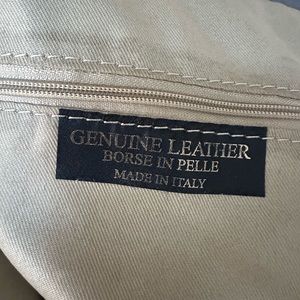 GENUINE LEATHER
BORSE IN PELLE
MADE IN ITALY